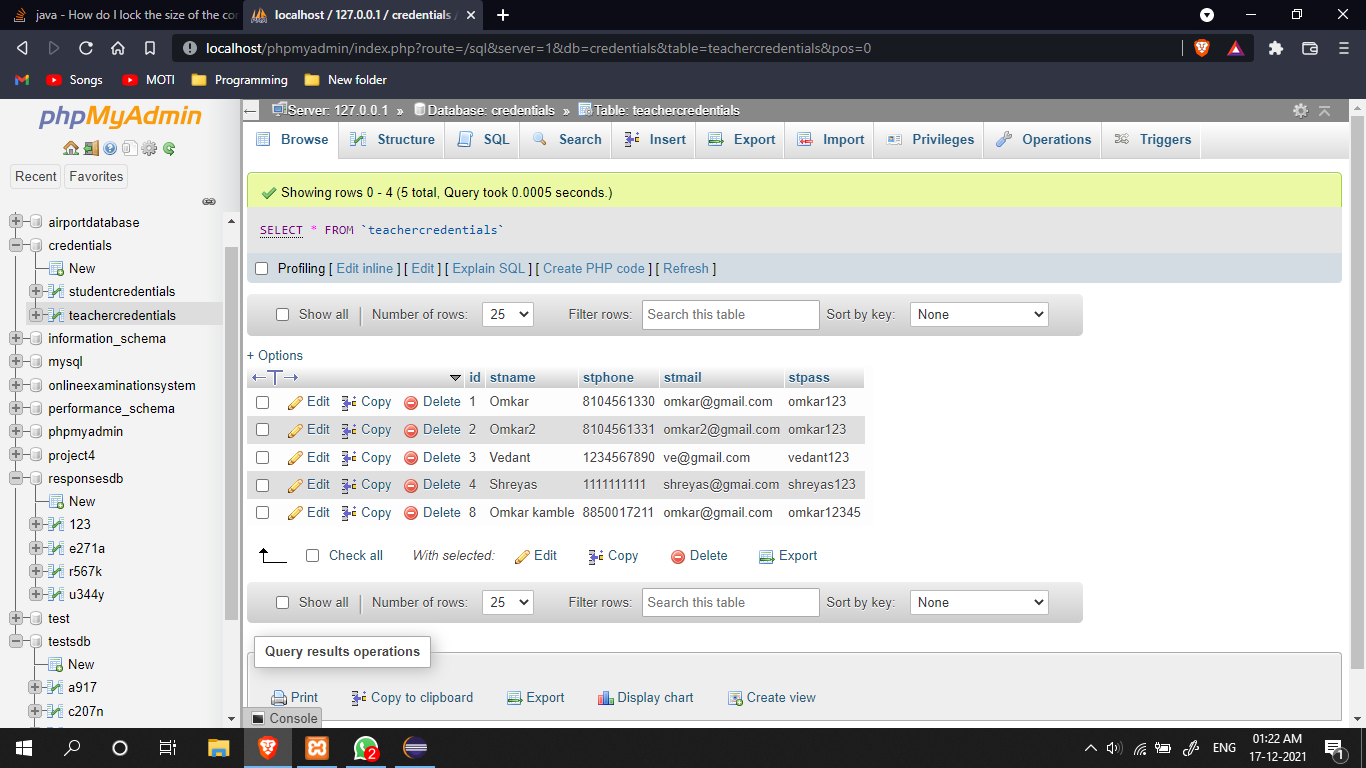 java - How do I lock the size of the cor
localhost / 127.0.0.1 / credentials /
localhost/phpmyadmin/index.php?route=/sql&server=1&db=credentials&table=teachercredentials&pos=0
Songs MOTI Programming New folder
phpMyAdmin
Recent Favorites
airportdatabase
credentials
New
studentcredentials
teachercredentials
information_schema
mysql
onlineexaminationsystem
performance_schema
phpmyadmin
project4
responsesdb
New
123
e271a
r567k
u344y
test
testsdb
New
a917
c207n
Server: 127.0.0.1 » Database: credentials » Table: teachercredentials
Browse Structure SQL Search Insert Export Import Privileges Operations Triggers
Showing rows 0 - 4 (5 total, Query took 0.0005 seconds.)
SELECT * FROM `teachercredentials`
Profiling [ Edit inline ] [ Edit ] [ Explain SQL ] [ Create PHP code ] [ Refresh ]
Show all | Number of rows: 25 Filter rows: Search this table Sort by key: None
+ Options
←T→ id stname stphone stmail stpass
Edit Copy Delete 1 Omkar 8104561330 omkar@gmail.com omkar123
Edit Copy Delete 2 Omkar2 8104561331 omkar2@gmail.com omkar123
Edit Copy Delete 3 Vedant 1234567890 ve@gmail.com vedant123
Edit Copy Delete 4 Shreyas 1111111111 shreyas@gmai.com shreyas123
Edit Copy Delete 8 Omkar kamble 8850017211 omkar@gmail.com omkar12345
Check all With selected: Edit Copy Delete Export
Show all | Number of rows: 25 Filter rows: Search this table Sort by key: None
Query results operations
Print Copy to clipboard Export Display chart Create view
Console
2
ENG
01:22 AM
17-12-2021
1